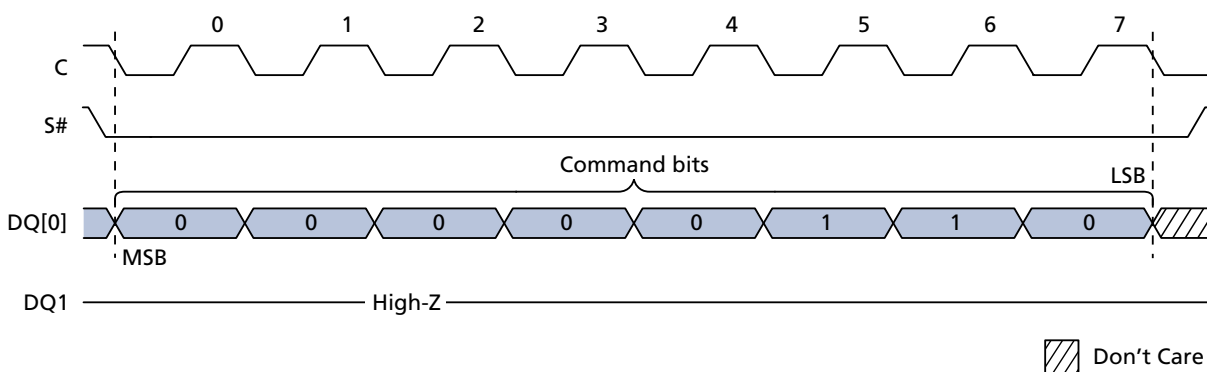 0 1 2 3 4 5 6 7
C
S#
Command bits
LSB
DQ[0] 0 0 0 0 0 1 1 0
MSB
DQ1 High-Z
Don't Care